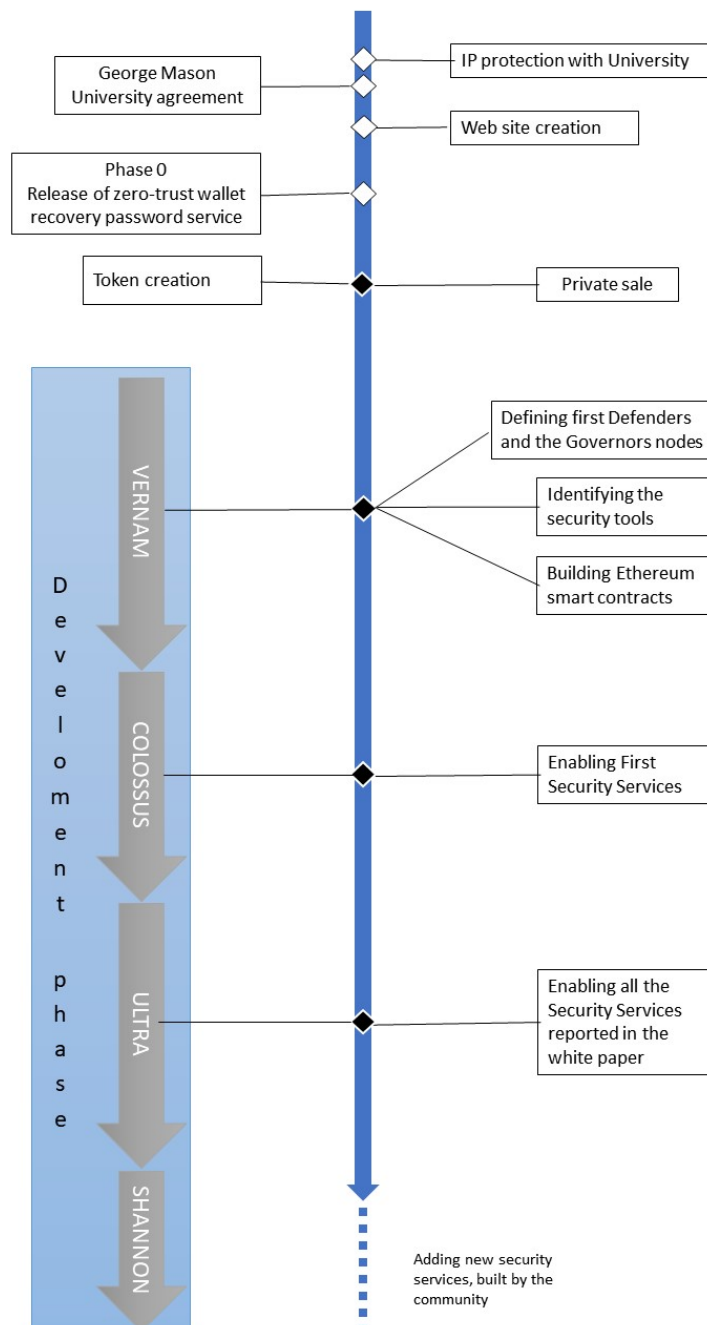 IP protection with University
George Mason
University agreement
Web site creation
Phase 0
Release of zero-trust wallet
recovery password service
Token creation
Private sale
Develoment phase
VERNAM
Defining first Defenders
and the Governors nodes
Identifying the
security tools
Building Ethereum
smart contracts
COLOSSUS
Enabling First
Security Services
ULTRA
Enabling all the
Security Services
reported in the
white paper
SHANNON
Adding new security
services, built by the
community